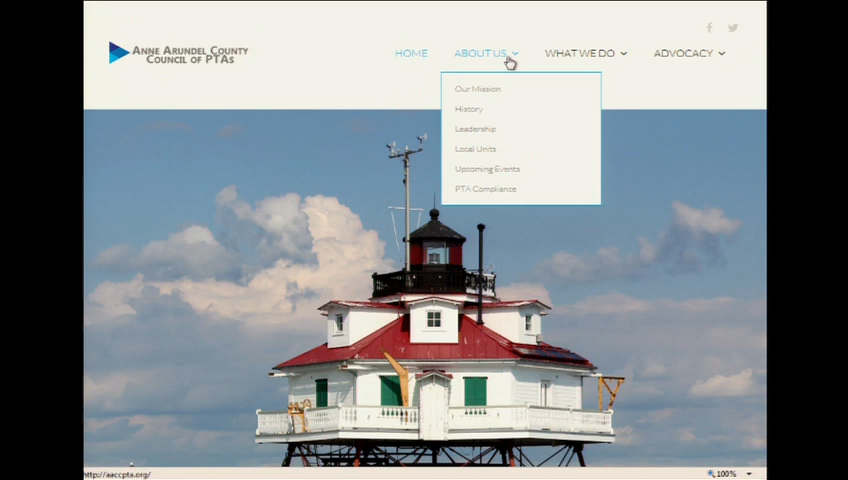 ANNE ARUNDEL COUNTY
COUNCIL OF PTAS
HOME ABOUT US WHAT WE DO ADVOCACY
Our Mission
History
Leadership
Local Units
Upcoming Events
PTA Compliance
http://aaccpta.org/ 100%